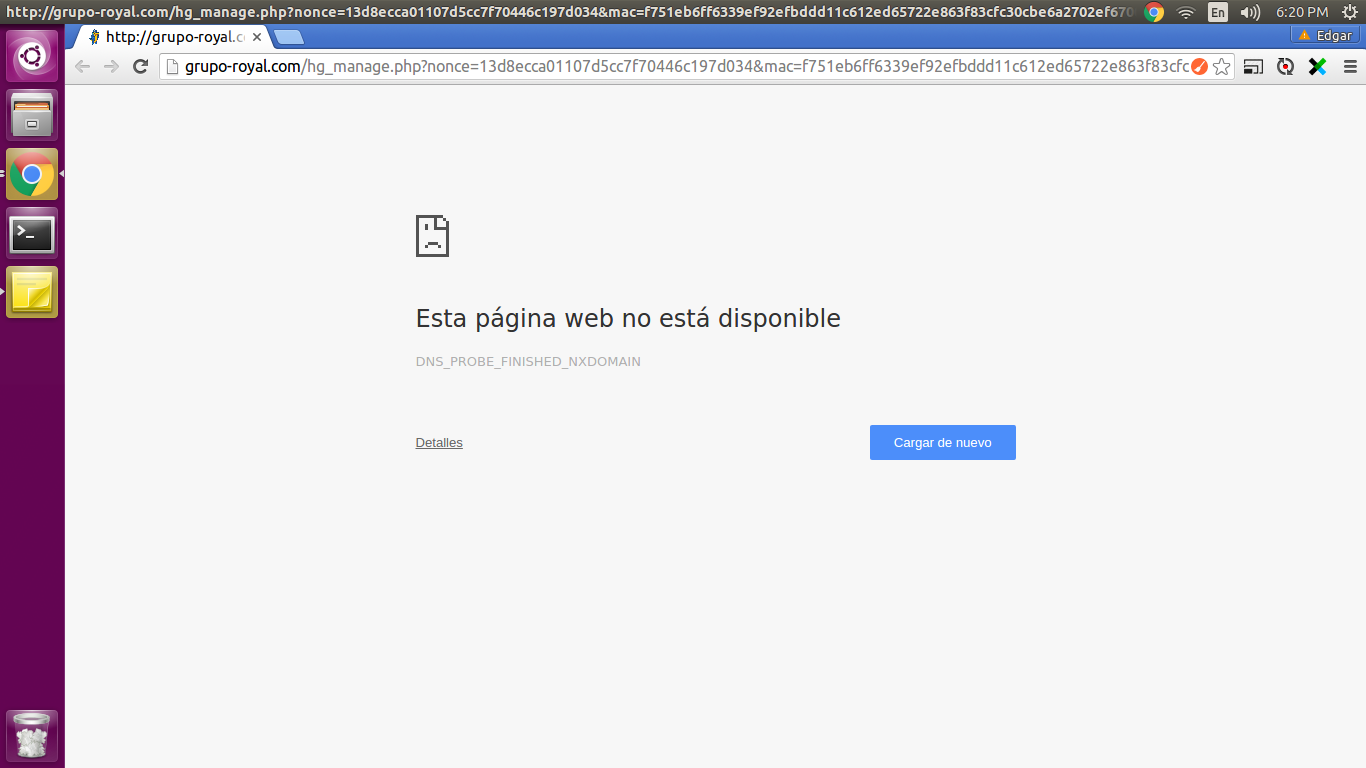 http://grupo-royal.com/hg_manage.php?nonce=13d8ecca01107d5cc7f70446c197d034&mac=f751eb6ff6339ef92efbddd11c612ed65722e863f83cfc30cbe6a2702ef670
En
6:20 PM
http://grupo-royal.c
Edgar
grupo-royal.com/hg_manage.php?nonce=13d8ecca01107d5cc7f70446c197d034&mac=f751eb6ff6339ef92efbddd11c612ed65722e863f83cfc
Esta página web no está disponible
DNS_PROBE_FINISHED_NXDOMAIN
Detalles
Cargar de nuevo